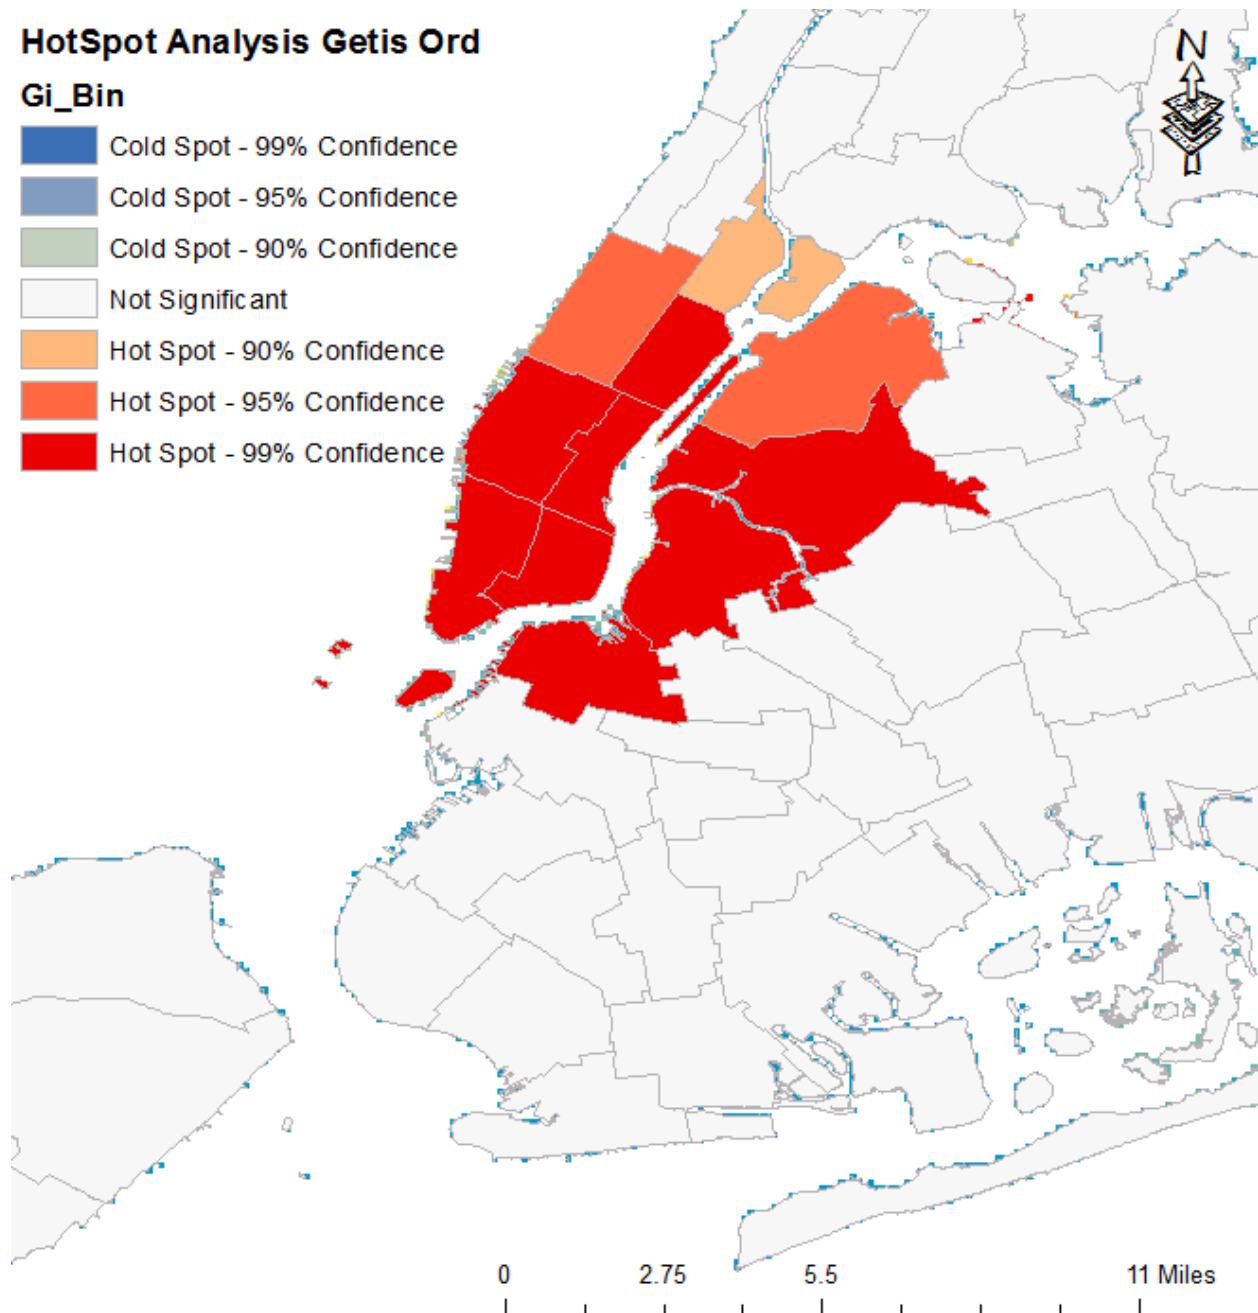 HotSpot Analysis Getis Ord
Gi_Bin
Cold Spot - 99% Confidence
Cold Spot - 95% Confidence
Cold Spot - 90% Confidence
Not Significant
Hot Spot - 90% Confidence
Hot Spot - 95% Confidence
Hot Spot - 99% Confidence
N
0 2.75 5.5 11 Miles